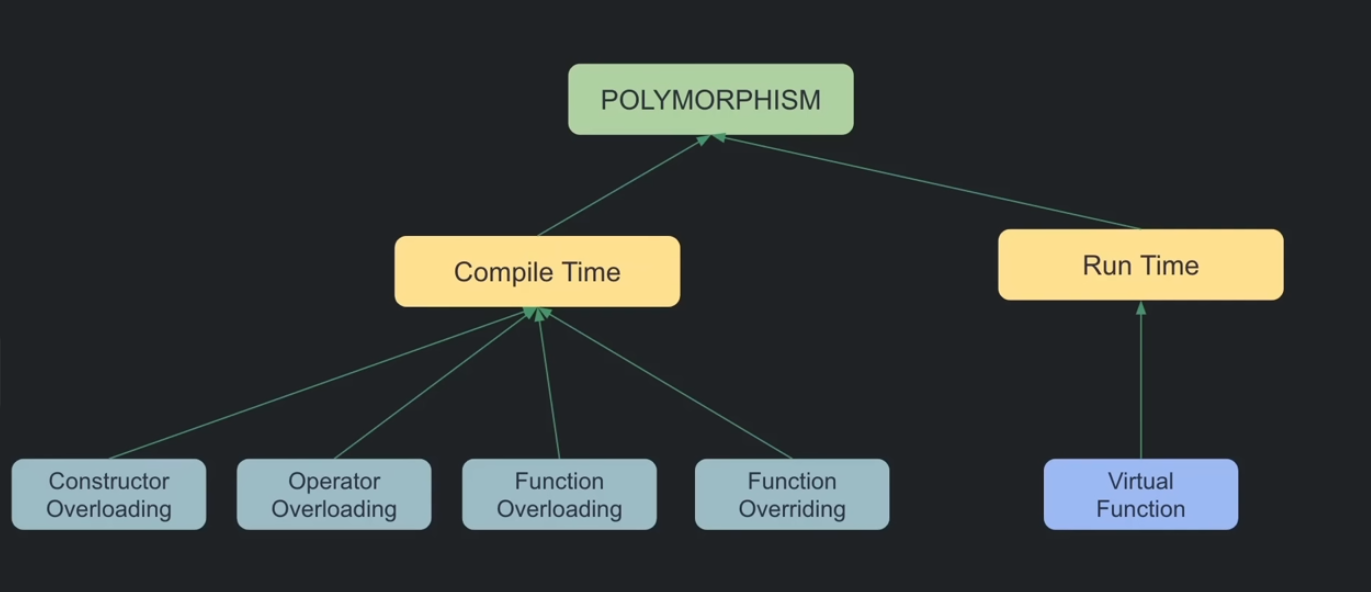 POLYMORPHISM
Compile Time
Run Time
Constructor
Overloading
Operator
Overloading
Function
Overloading
Function
Overriding
Virtual
Function